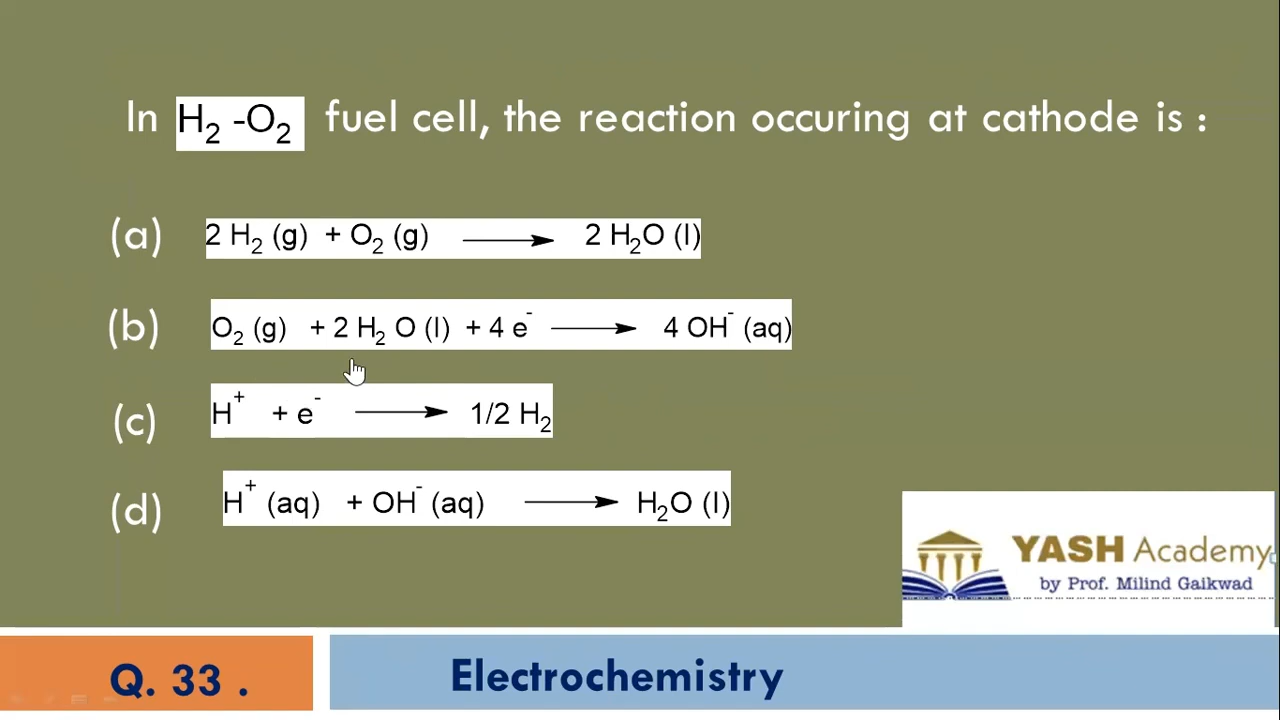 In H₂ -O₂ fuel cell, the reaction occuring at cathode is :
(a) 2 H₂ (g) + O₂ (g) ⟶ 2 H₂O (l)
(b) O₂ (g) + 2 H₂ O (l) + 4 e⁻ ⟶ 4 OH⁻ (aq)
(c) H⁺ + e⁻ ⟶ 1/2 H₂
(d) H⁺ (aq) + OH⁻ (aq) ⟶ H₂O (l)
YASH Academy
by Prof. Milind Gaikwad
Q. 33 . Electrochemistry